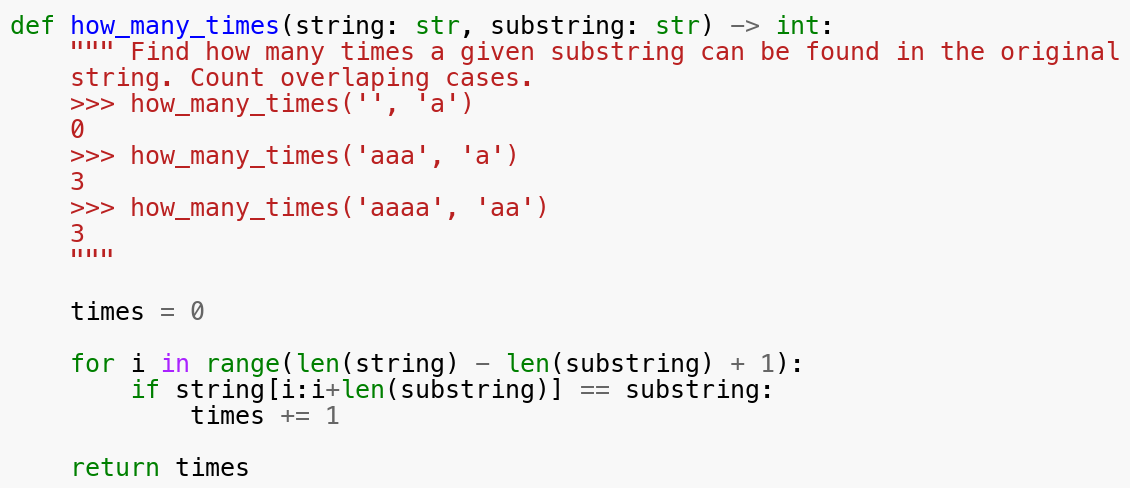 def how_many_times(string: str, substring: str) -> int:
    """ Find how many times a given substring can be found in the original
    string. Count overlaping cases.
    >>> how_many_times('', 'a')
    0
    >>> how_many_times('aaa', 'a')
    3
    >>> how_many_times('aaaa', 'aa')
    3
    """

    times = 0

    for i in range(len(string) - len(substring) + 1):
        if string[i:i+len(substring)] == substring:
            times += 1

    return times